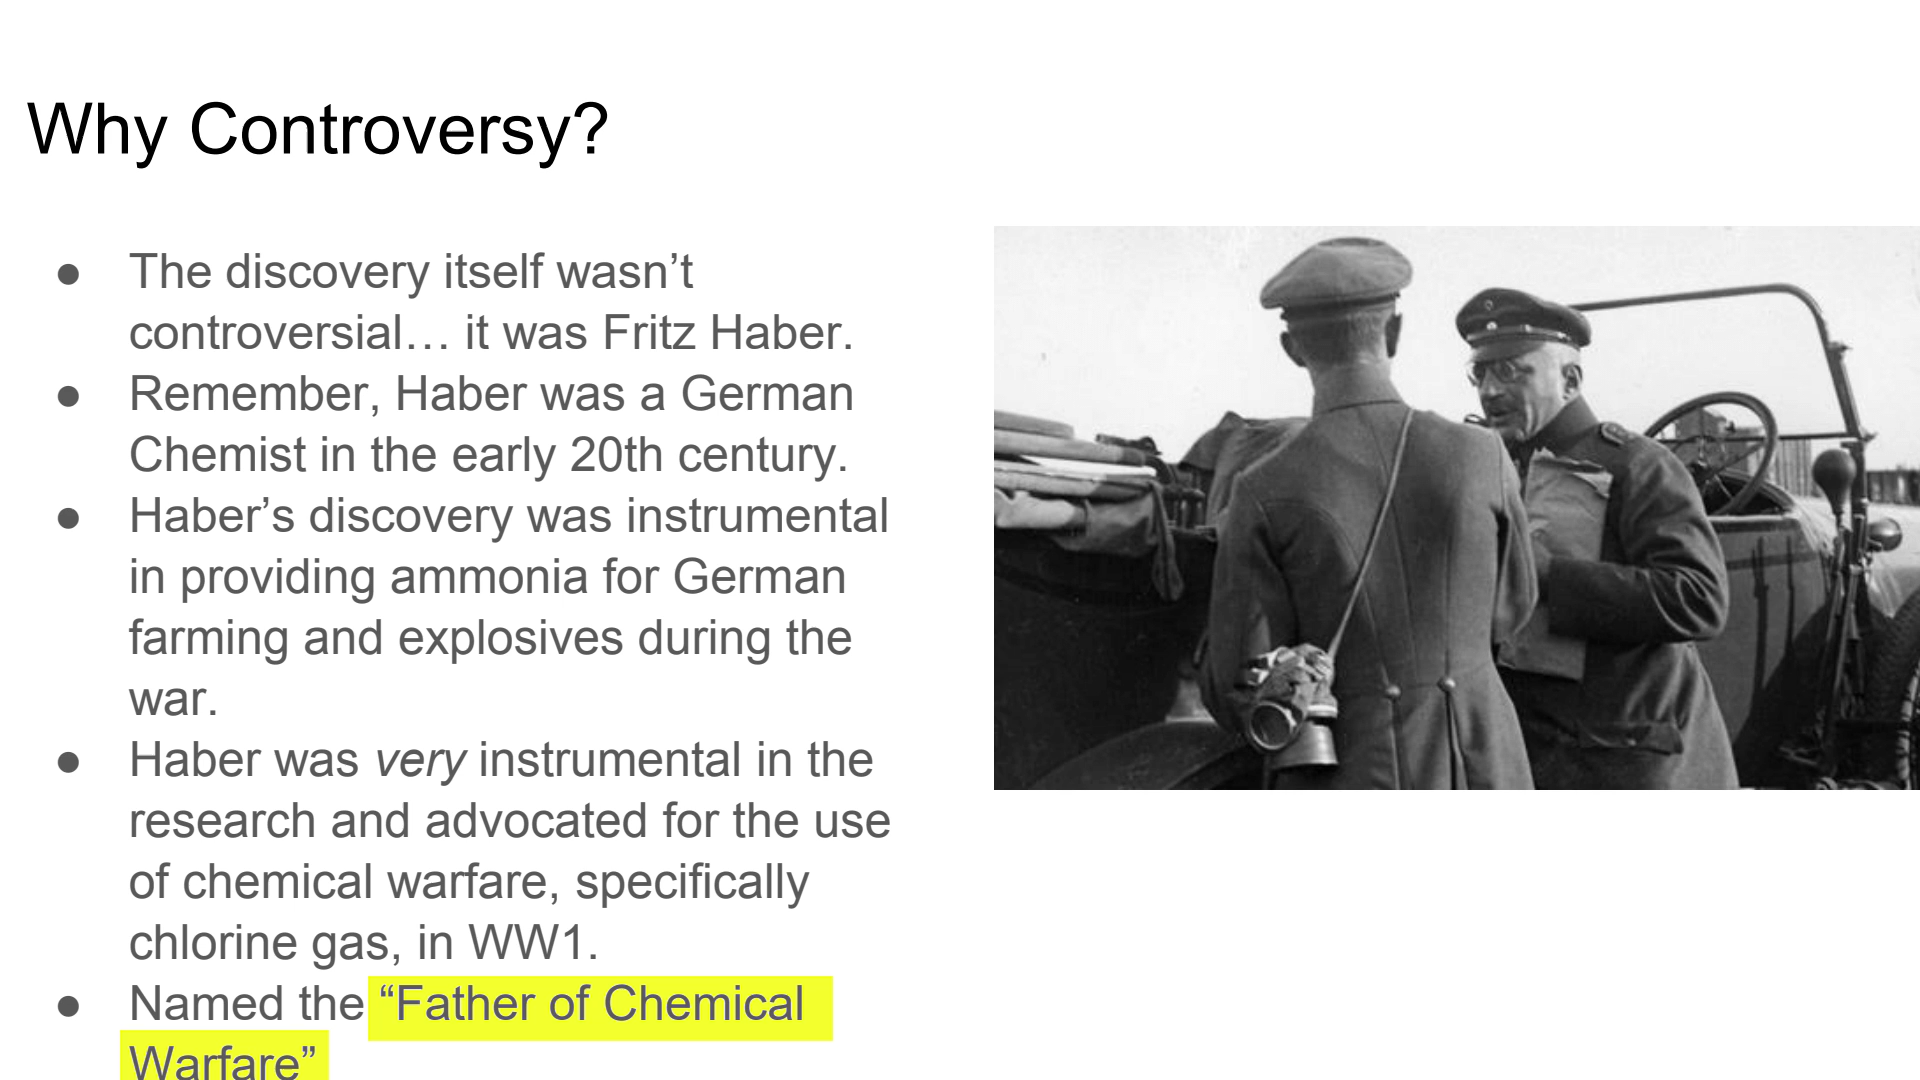 Why Controversy?
● The discovery itself wasn’t
controversial… it was Fritz Haber.
● Remember, Haber was a German
Chemist in the early 20th century.
● Haber’s discovery was instrumental
in providing ammonia for German
farming and explosives during the
war.
● Haber was very instrumental in the
research and advocated for the use
of chemical warfare, specifically
chlorine gas, in WW1.
● Named the “Father of Chemical
Warfare”